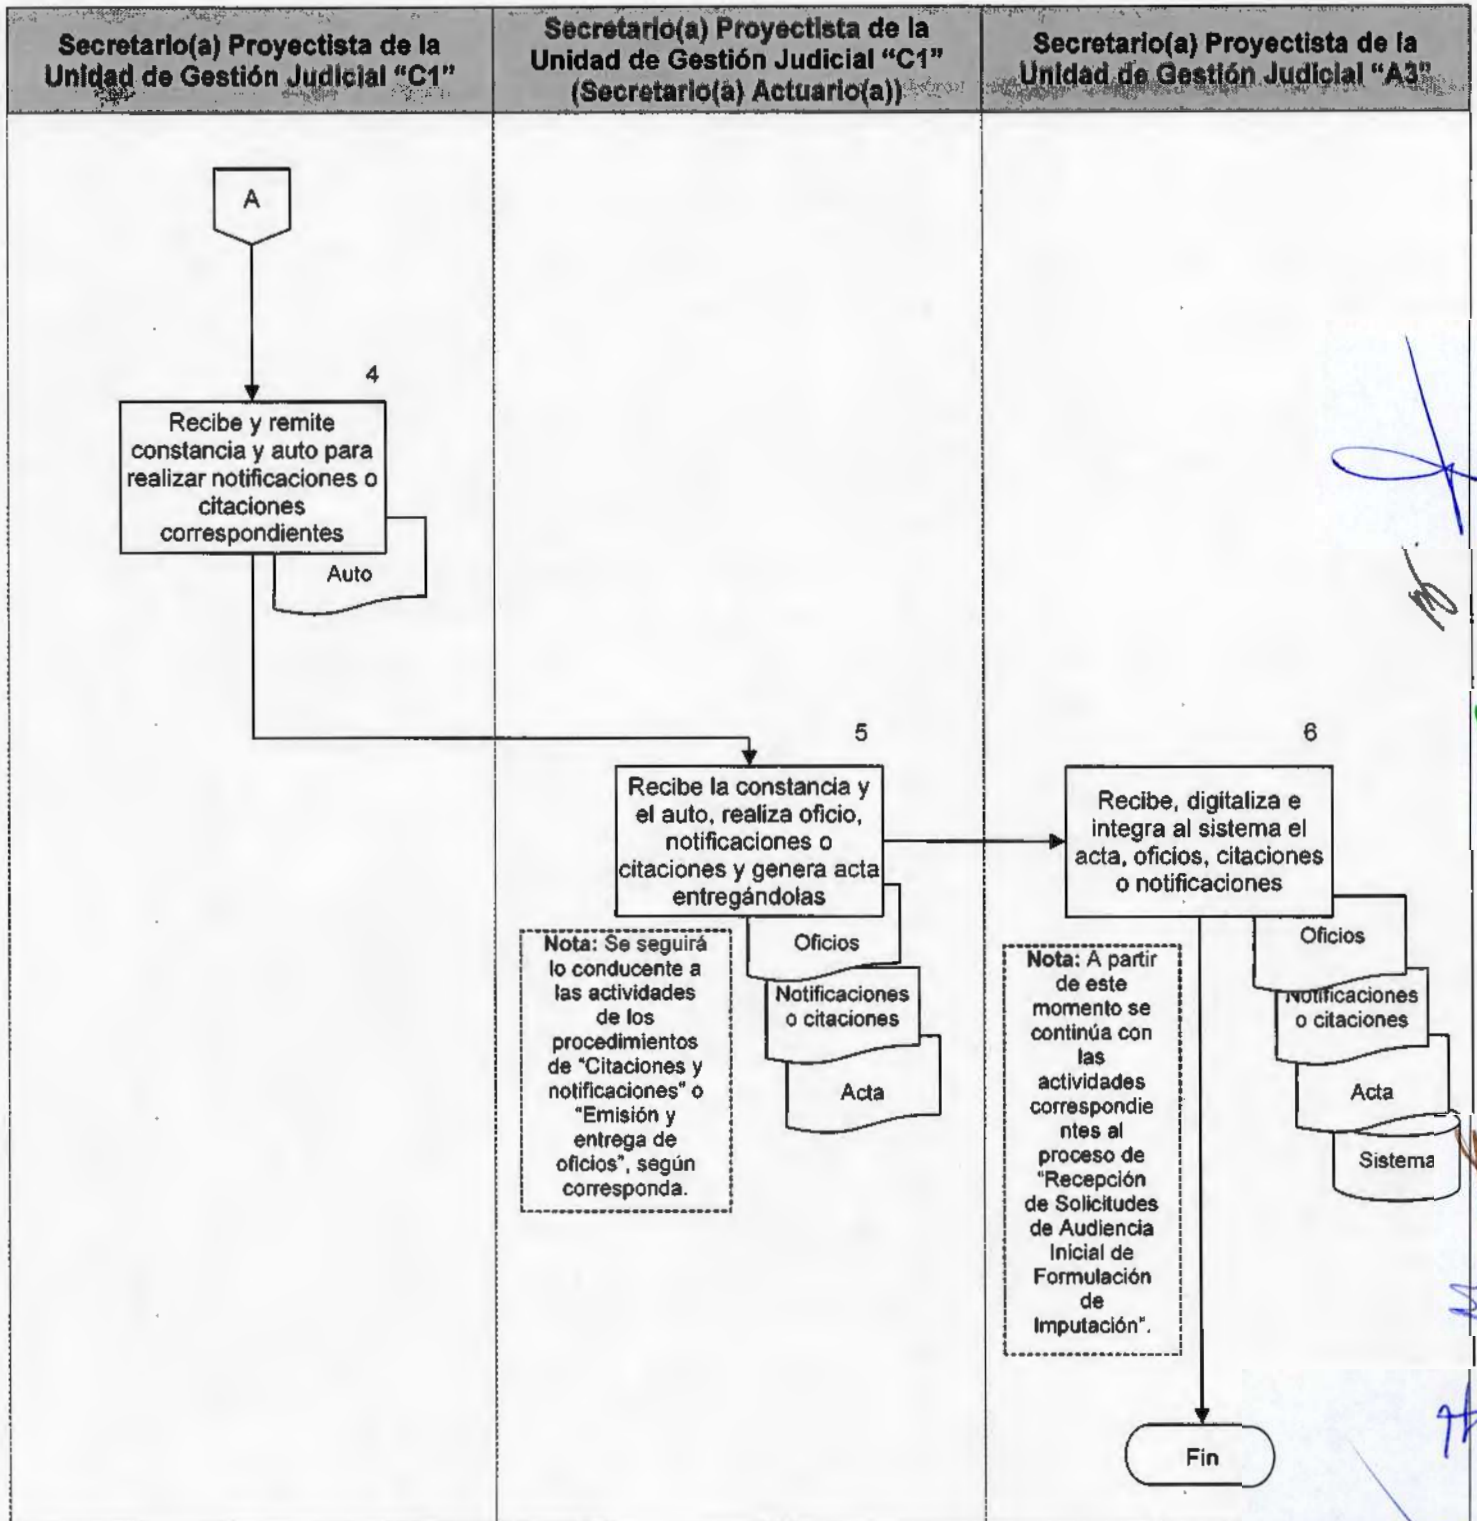 Secretario(a) Proyectista de la
Unidad de Gestión Judicial "C1"
Secretario(a) Proyectista de la
Unidad de Gestión Judicial "C1"
(Secretario(a) Actuario(a))
Secretario(a) Proyectista de la
Unidad de Gestión Judicial "A3"
A
4
Recibe y remite
constancia y auto para
realizar notificaciones o
citaciones
correspondientes
Auto
5
Recibe la constancia y
el auto, realiza oficio,
notificaciones o
citaciones y genera acta
entregándolas
Oficios
Notificaciones
o citaciones
Acta
Nota: Se seguirá
lo conducente a
las actividades
de los
procedimientos
de "Citaciones y
notificaciones" o
"Emisión y
entrega de
oficios", según
corresponda.
6
Recibe, digitaliza e
integra al sistema el
acta, oficios, citaciones
o notificaciones
Oficios
Notificaciones
o citaciones
Acta
Sistema
Nota: A partir
de este
momento se
continúa con
las
actividades
correspondie
ntes al
proceso de
"Recepción
de Solicitudes
de Audiencia
Inicial de
Formulación
de
Imputación".
Fin